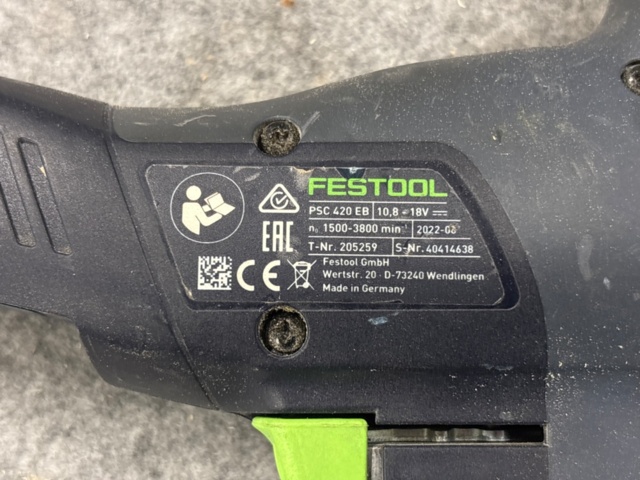 FESTOOL
PSC 420 EB 10,8 - 18V
n₀ 1500-3800 min⁻¹ 2022-08
T-Nr. 205259 S-Nr. 40414638
Festool GmbH
Wertstr. 20 · D-73240 Wendlingen
Made in Germany
EAC
CE